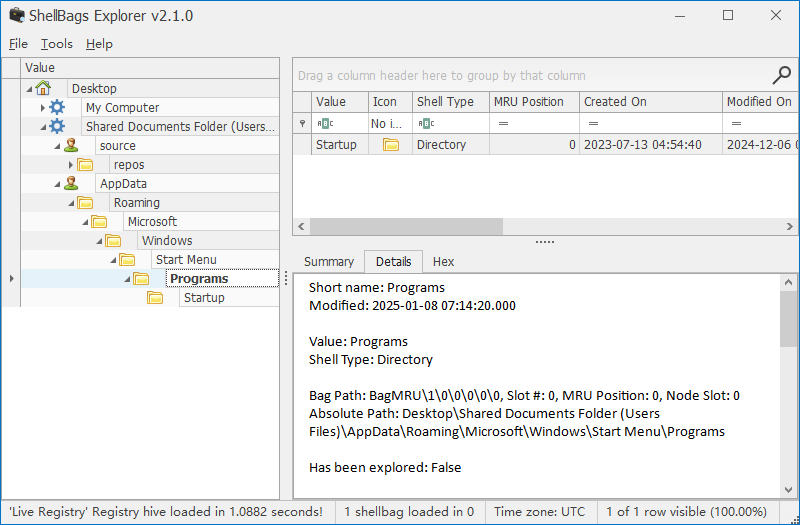 ShellBags Explorer v2.1.0
File Tools Help
Value
Desktop
My Computer
Shared Documents Folder (Users...
source
repos
AppData
Roaming
Microsoft
Windows
Start Menu
Programs
Startup
Drag a column header here to group by that column
Value Icon Shell Type MRU Position Created On Modified On
ABC No i... ABC = = =
Startup Directory 0 2023-07-13 04:54:40 2024-12-06 0
Summary Details Hex
Short name: Programs
Modified: 2025-01-08 07:14:20.000
Value: Programs
Shell Type: Directory
Bag Path: BagMRU\1\0\0\0\0\0, Slot #: 0, MRU Position: 0, Node Slot: 0
Absolute Path: Desktop\Shared Documents Folder (Users
Files)\AppData\Roaming\Microsoft\Windows\Start Menu\Programs
Has been explored: False
'Live Registry' Registry hive loaded in 1.0882 seconds! 1 shellbag loaded in 0 Time zone: UTC 1 of 1 row visible (100.00%)